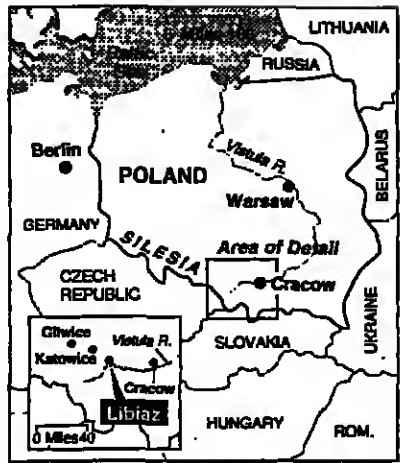 LITHUANIA
RUSSIA
BELARUS
Vistula R.
Berlin
POLAND
Warsaw
GERMANY
SILESIA
Area of Detail
CZECH
REPUBLIC
Cracow
UKRAINE
SLOVAKIA
Gliwice
Vistula R.
Katowice
Cracow
Libiaz
0 Miles 40
HUNGARY
ROM.